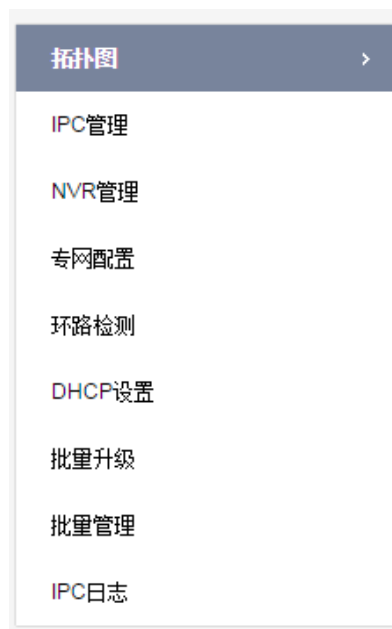 拓扑图
IPC管理
NVR管理
专网配置
环路检测
DHCP设置
批量升级
批量管理
IPC日志